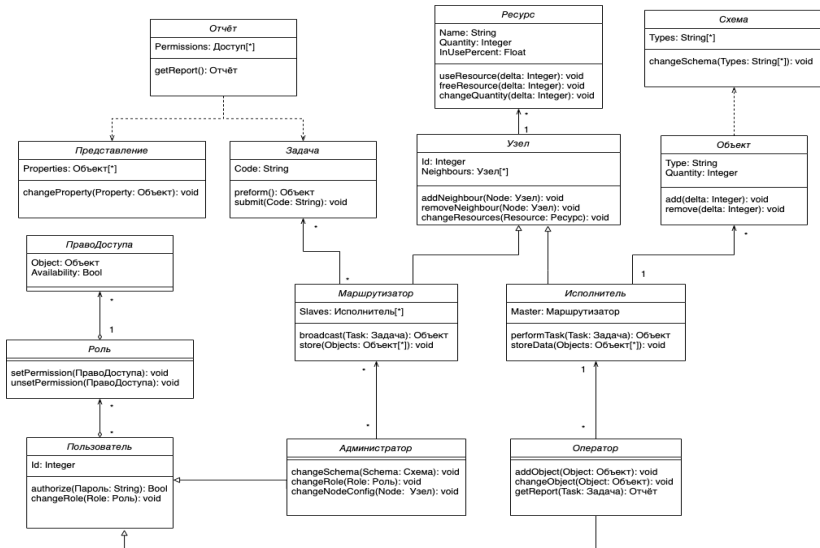 Отчёт
Permissions: Доступ[*]
getReport(): Отчёт
Ресурс
Name: String
Quantity: Integer
InUsePercent: Float
useResource(delta: Integer): void
freeResource(delta: Integer): void
changeQuantity(delta: Integer): void
Схема
Types: String[*]
changeSchema(Types: String[*]): void
*
1
Представление
Properties: Объект[*]
changeProperty(Property: Объект): void
Задача
Code: String
preform(): Объект
submit(Code: String): void
Узел
Id: Integer
Neighbours: Узел[*]
addNeighbour(Node: Узел): void
removeNeighbour(Node: Узел): void
changeResources(Resource: Ресурс): void
Объект
Type: String
Quantity: Integer
add(delta: Integer): void
remove(delta: Integer): void
*
*
ПравоДоступа
Object: Объект
Availability: Bool
*
1
*
1
Маршрутизатор
Slaves: Исполнитель[*]
broadcast(Task: Задача): Объект
store(Objects: Объект[*]): void
Исполнитель
Master: Маршрутизатор
performTask(Task: Задача): Объект
storeData(Objects: Объект[*]): void
Роль
setPermission(ПравоДоступа): void
unsetPermission(ПравоДоступа): void
*
1
*
*
*
*
Пользователь
Id: Integer
authorize(Пароль: String): Bool
changeRole(Role: Роль): void
Администратор
changeSchema(Schema: Схема): void
changeRole(Role: Роль): void
changeNodeConfig(Node: Узел): void
Оператор
addObject(Object: Объект): void
changeObject(Object: Объект): void
getReport(Task: Задача): Отчёт